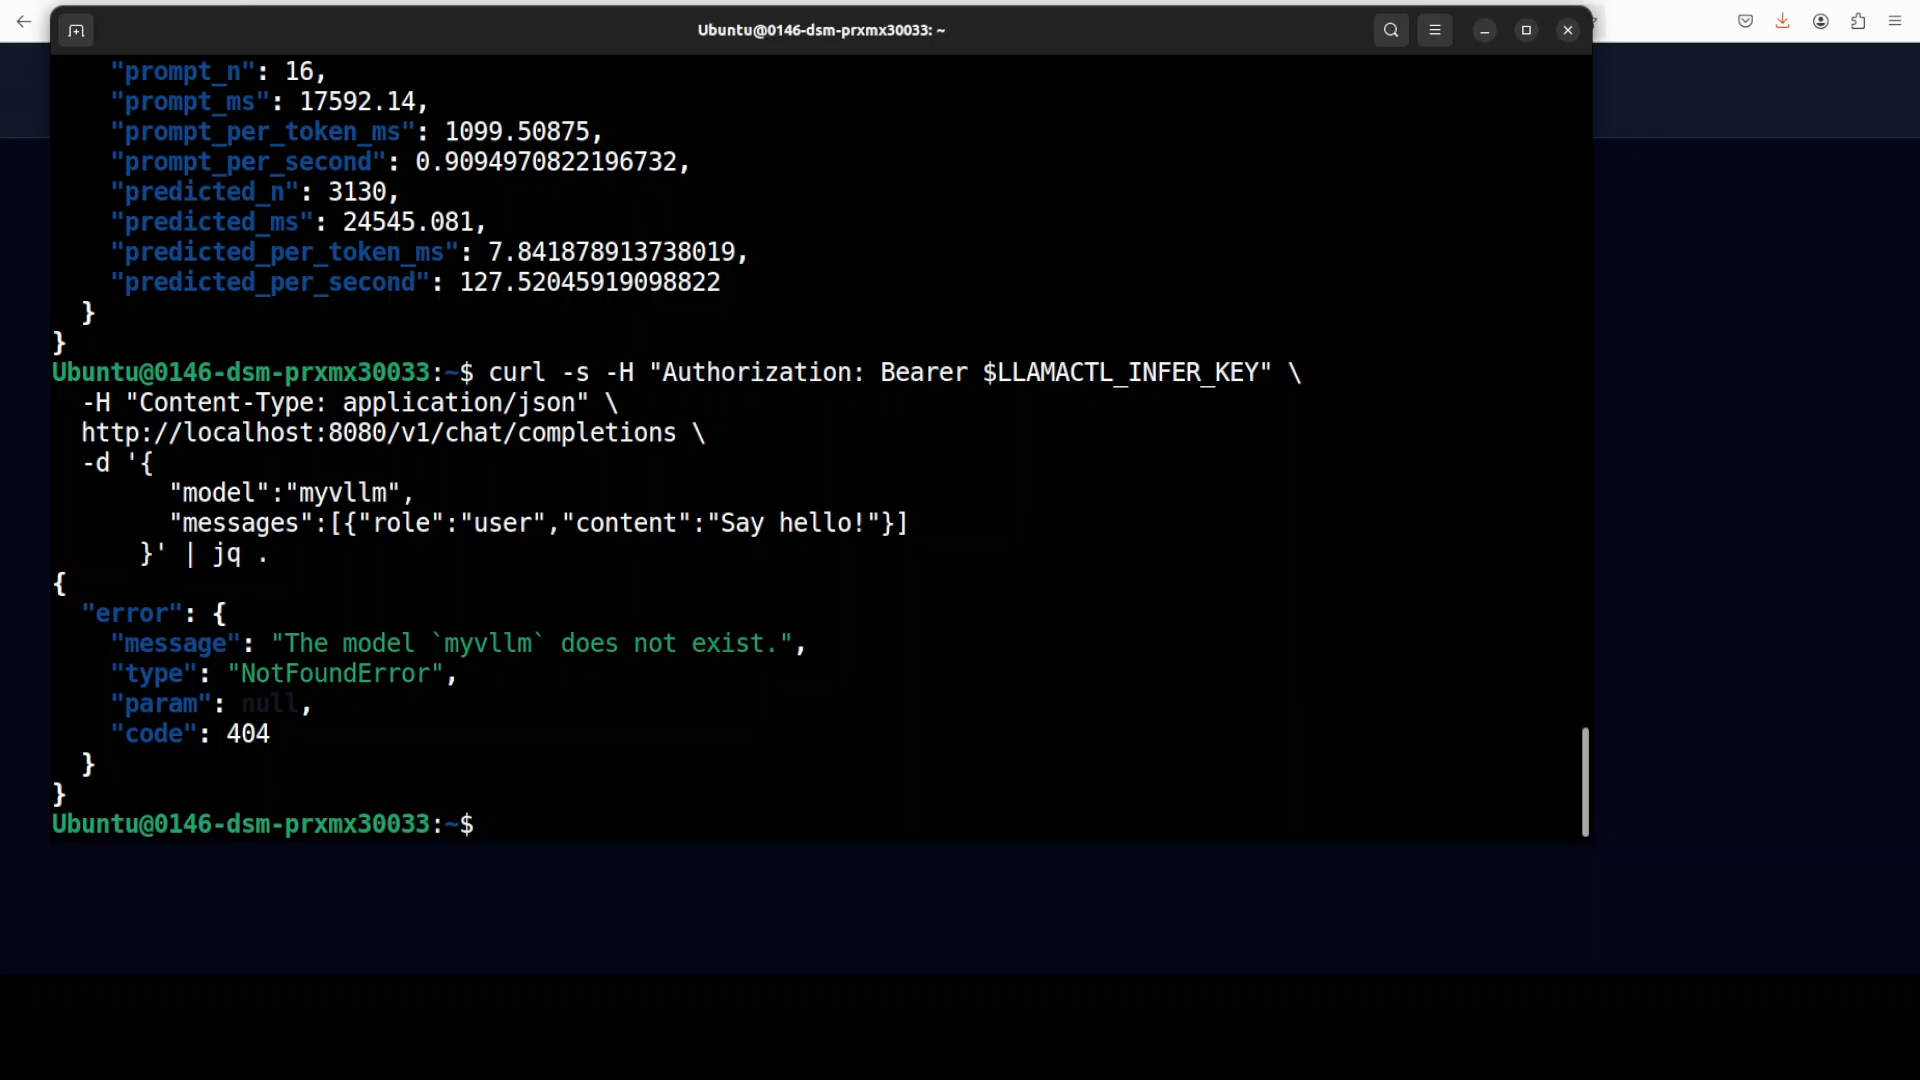 Ubuntu@0146-dsm-prxmx30033: ~
"prompt_n": 16,
"prompt_ms": 17592.14,
"prompt_per_token_ms": 1099.50875,
"prompt_per_second": 0.9094970822196732,
"predicted_n": 3130,
"predicted_ms": 24545.081,
"predicted_per_token_ms": 7.841878913738019,
"predicted_per_second": 127.52045919098822
}
}
Ubuntu@0146-dsm-prxmx30033:~$ curl -s -H "Authorization: Bearer $LLAMACTL_INFER_KEY" \
-H "Content-Type: application/json" \
http://localhost:8080/v1/chat/completions \
-d '{
"model":"myvllm",
"messages":[{"role":"user","content":"Say hello!"}]
}' | jq .
{
"error": {
"message": "The model `myvllm` does not exist.",
"type": "NotFoundError",
"param": null,
"code": 404
}
}
Ubuntu@0146-dsm-prxmx30033:~$